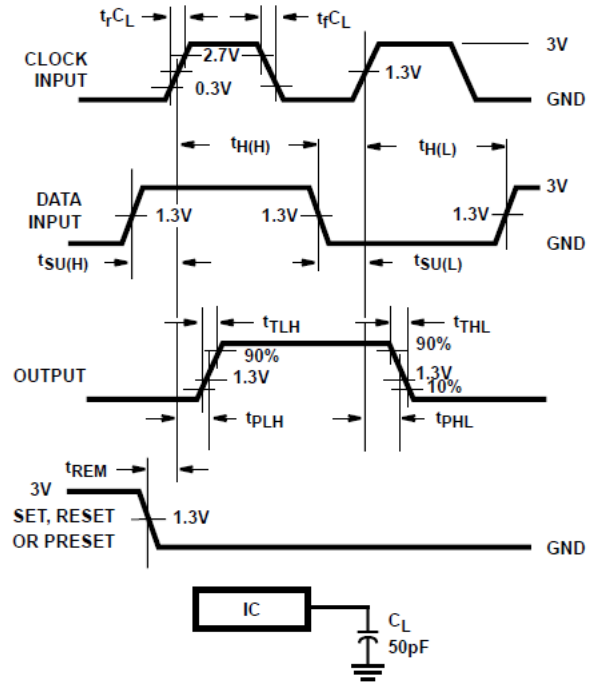 trCL
tfCL
CLOCK
INPUT
2.7V
0.3V
1.3V
3V
GND
tH(H)
tH(L)
DATA
INPUT
1.3V
1.3V
1.3V
3V
GND
tSU(H)
tSU(L)
tTLH
tTHL
OUTPUT
90%
1.3V
90%
1.3V
10%
tPLH
tPHL
tREM
3V
SET, RESET
OR PRESET
1.3V
GND
IC
CL
50pF